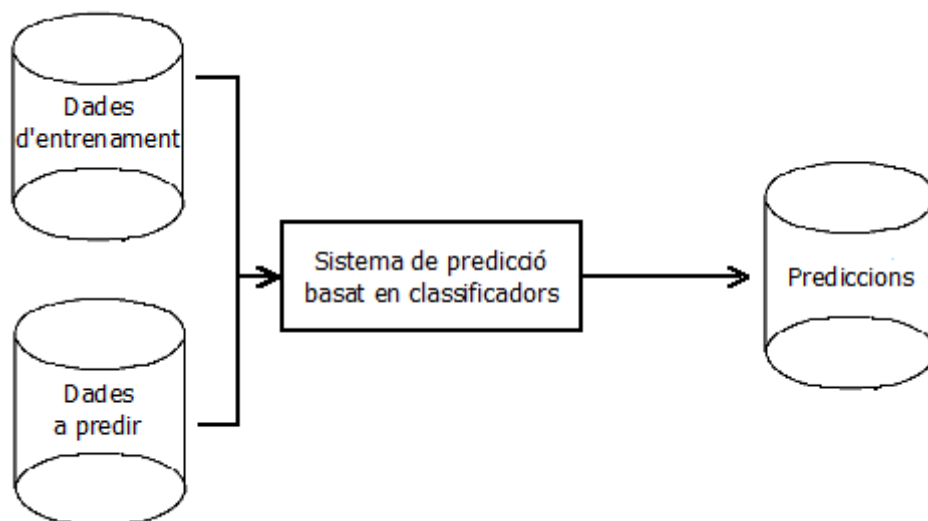 Dades
d'entrenament
Sistema de predicció
basat en classificadors
Prediccions
Dades
a predir